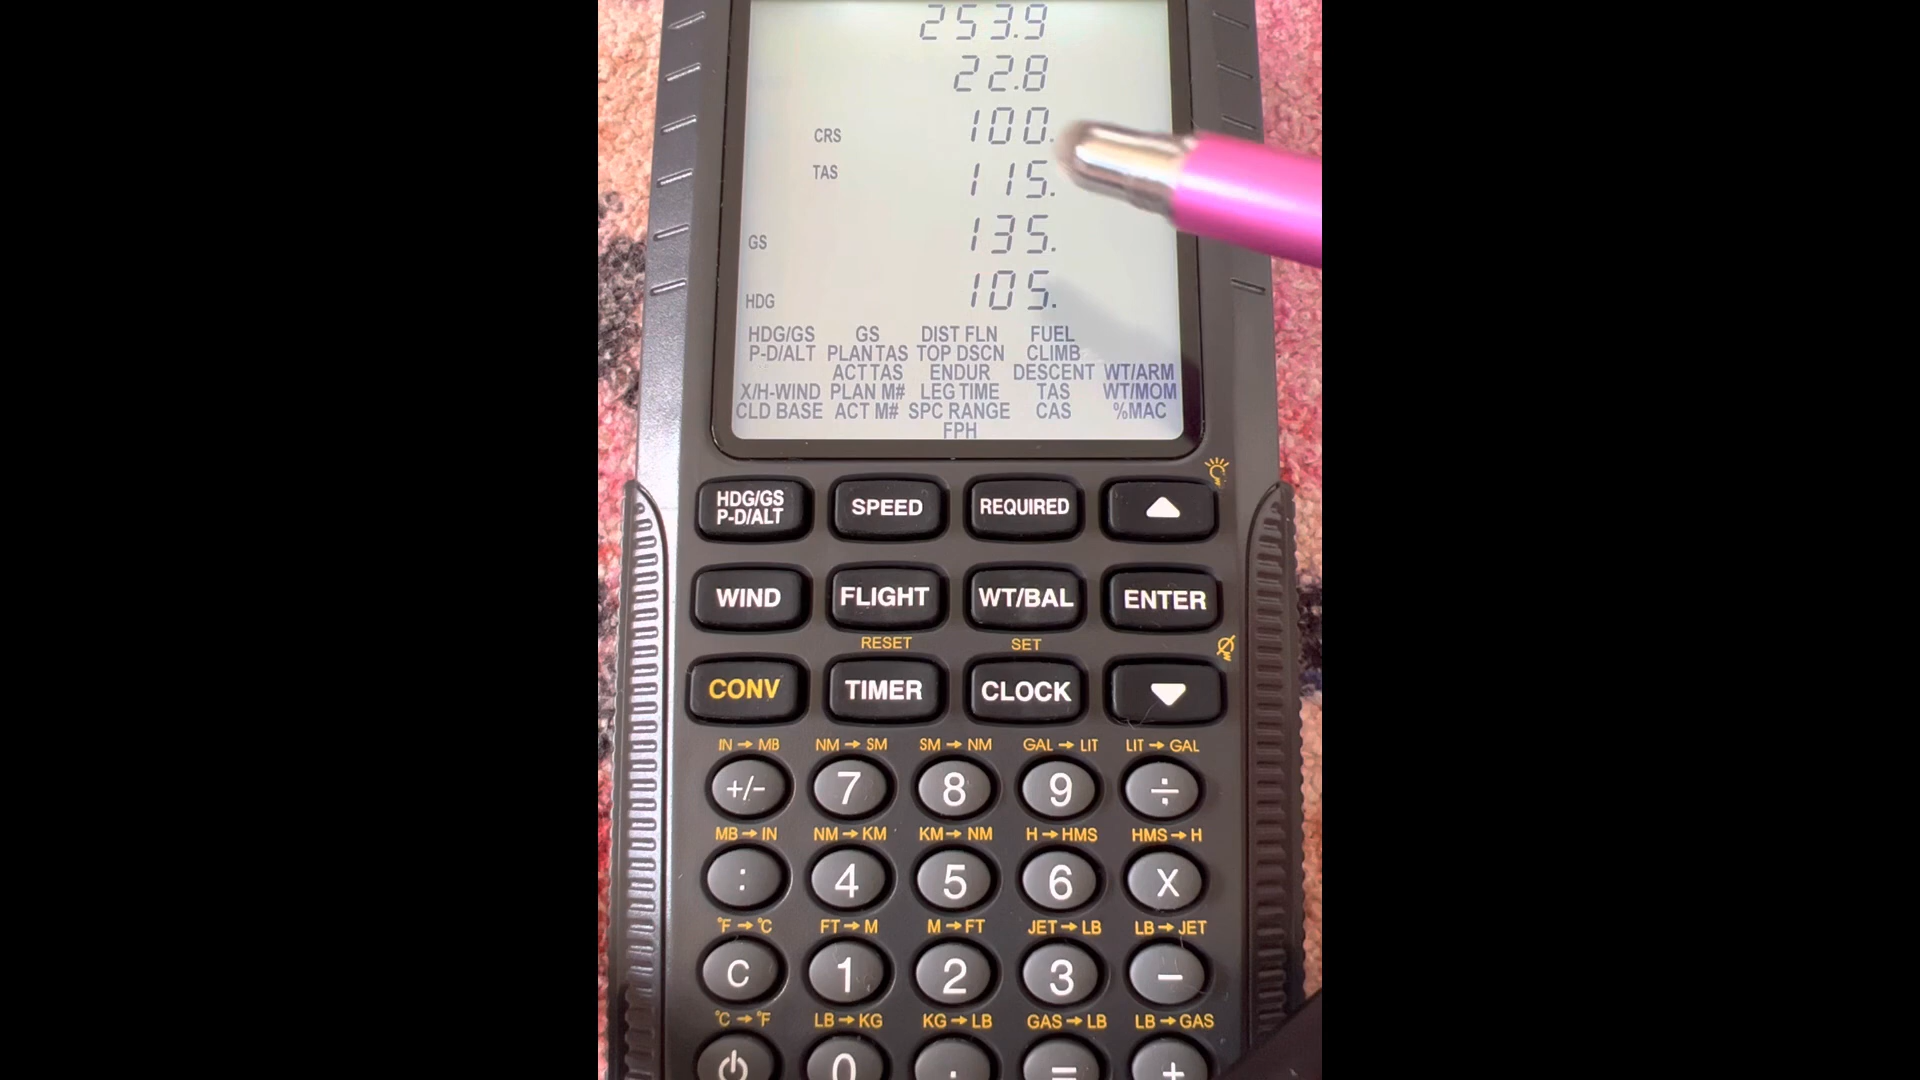 253.9
22.8
CRS 100.
TAS 115.
GS 135.
HDG 105.
HDG/GS GS DIST FLN FUEL
P-D/ALT PLAN TAS TOP DSCN CLIMB
ACT TAS ENDUR DESCENT WT/ARM
X/H-WIND PLAN M# LEG TIME TAS WT/MOM
CLD BASE ACT M# SPC RANGE CAS %MAC
FPH
HDG/GS
P-D/ALT SPEED REQUIRED ▲
WIND FLIGHT WT/BAL ENTER
RESET SET
CONV TIMER CLOCK ▼
IN → MB NM → SM SM → NM GAL → LIT LIT → GAL
+/- 7 8 9 ÷
MB → IN NM → KM KM → NM H → HMS HMS → H
: 4 5 6 X
°F → °C FT → M M → FT JET → LB LB → JET
C 1 2 3 −
°C → °F LB → KG KG → LB GAS → LB LB → GAS
0 . = +